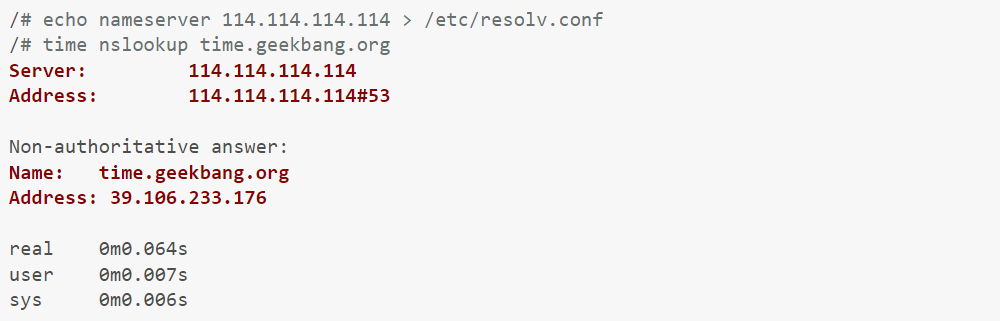 /# echo nameserver 114.114.114.114 > /etc/resolv.conf
/# time nslookup time.geekbang.org
Server:         114.114.114.114
Address:        114.114.114.114#53

Non-authoritative answer:
Name:   time.geekbang.org
Address: 39.106.233.176

real    0m0.064s
user    0m0.007s
sys     0m0.006s